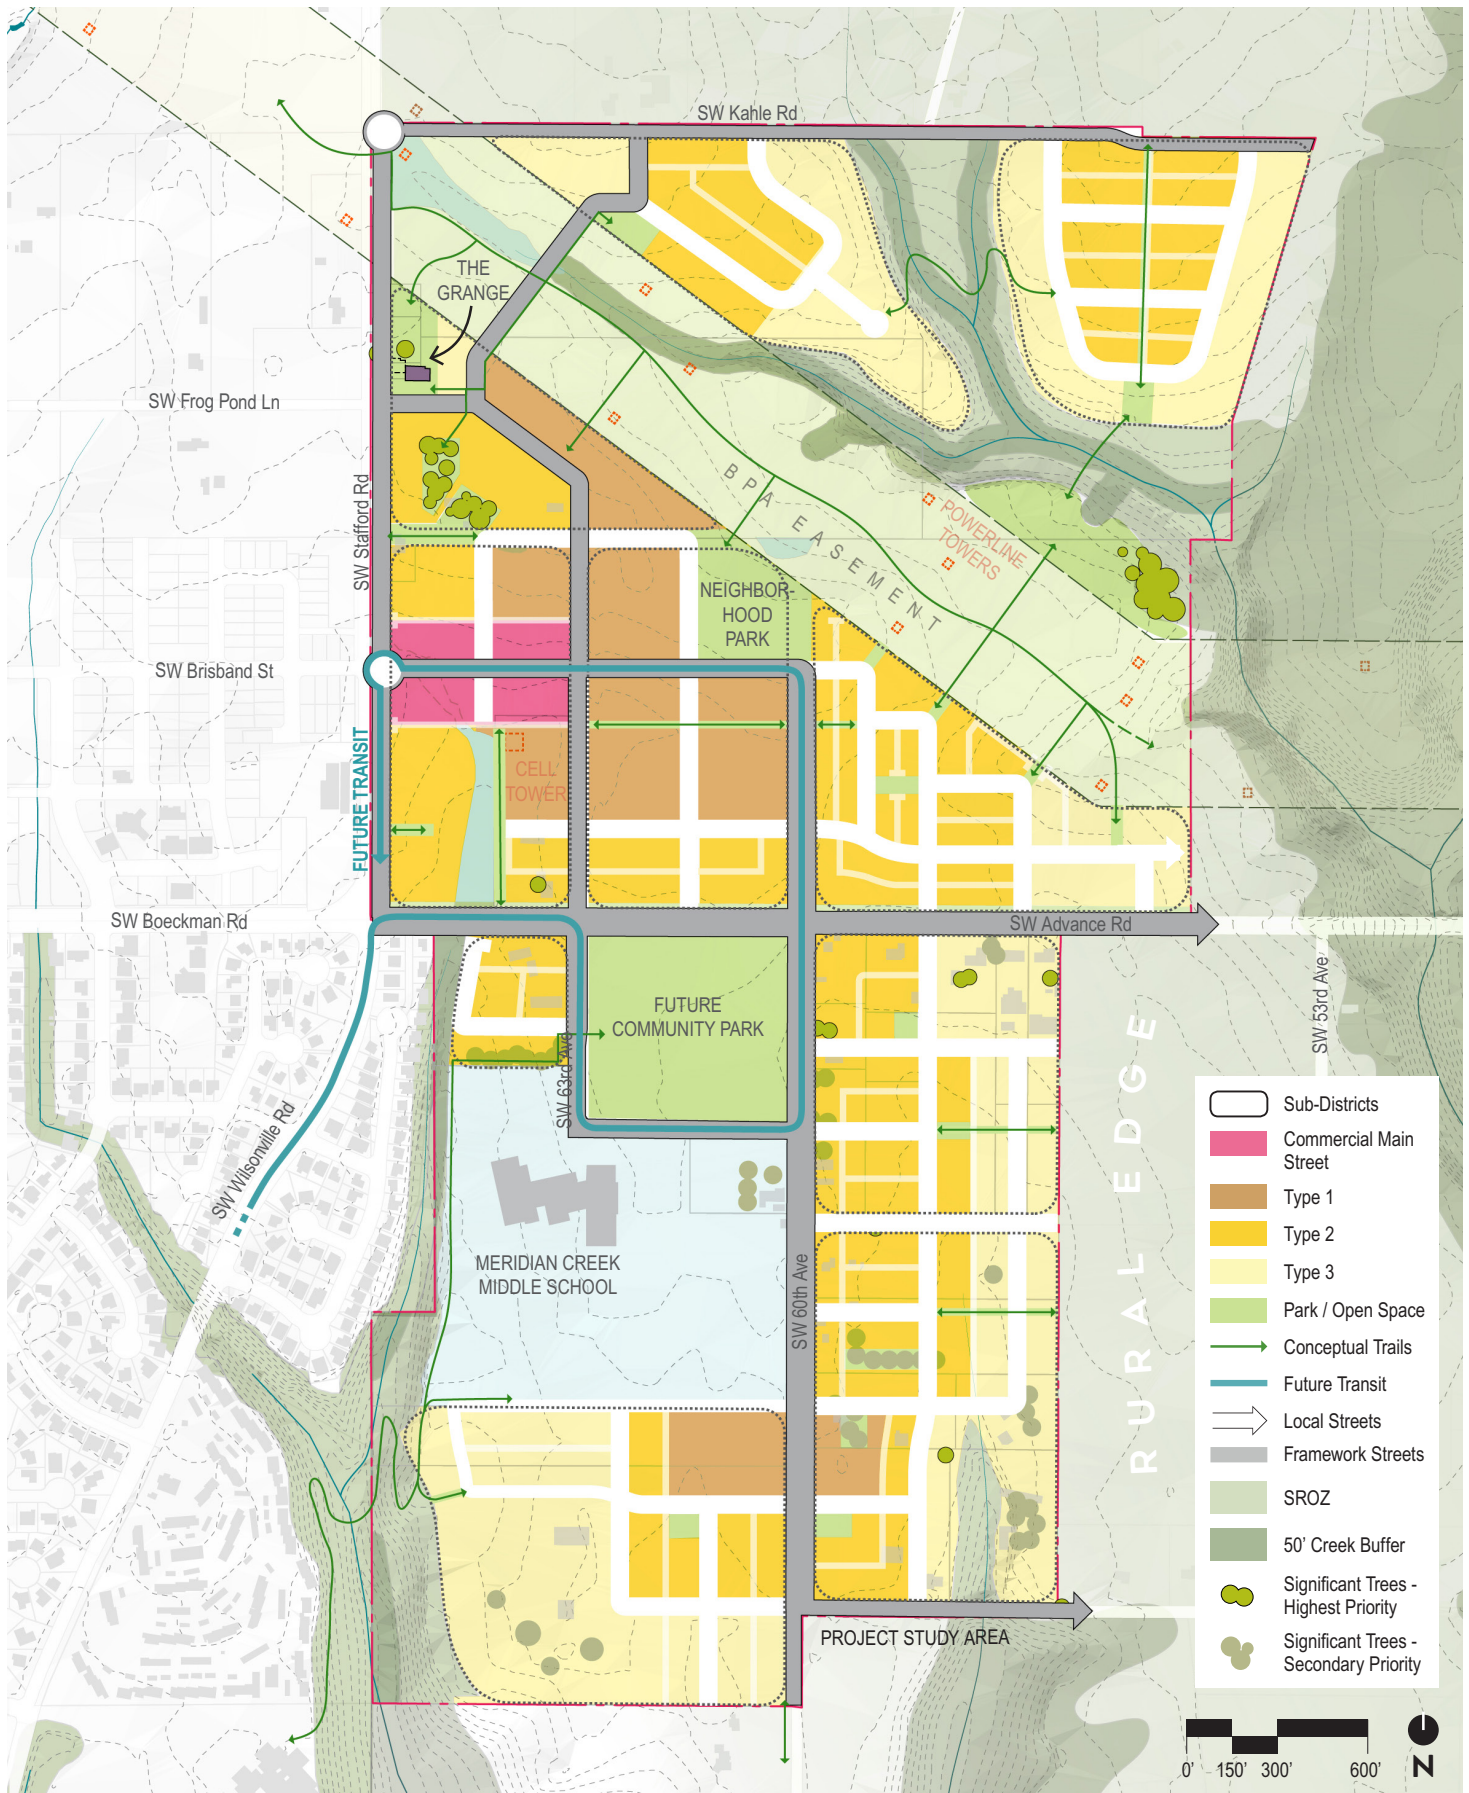 SW Kahle Rd
THE
GRANGE
SW Frog Pond Ln
SW Stafford Rd
BPA EASEMENT
POWERLINE
TOWERS
NEIGHBOR-
HOOD
PARK
SW Brisband St
FUTURE TRANSIT
CELL
TOWER
SW Boeckman Rd
SW Advance Rd
SW 53rd Ave
FUTURE
COMMUNITY PARK
SW 63rd Ave
SW Wilsonville Rd
RURAL EDGE
MERIDIAN CREEK
MIDDLE SCHOOL
SW 60th Ave
PROJECT STUDY AREA
Sub-Districts
Commercial Main
Street
Type 1
Type 2
Type 3
Park / Open Space
Conceptual Trails
Future Transit
Local Streets
Framework Streets
SROZ
50' Creek Buffer
Significant Trees -
Highest Priority
Significant Trees -
Secondary Priority
0' 150' 300' 600'
N